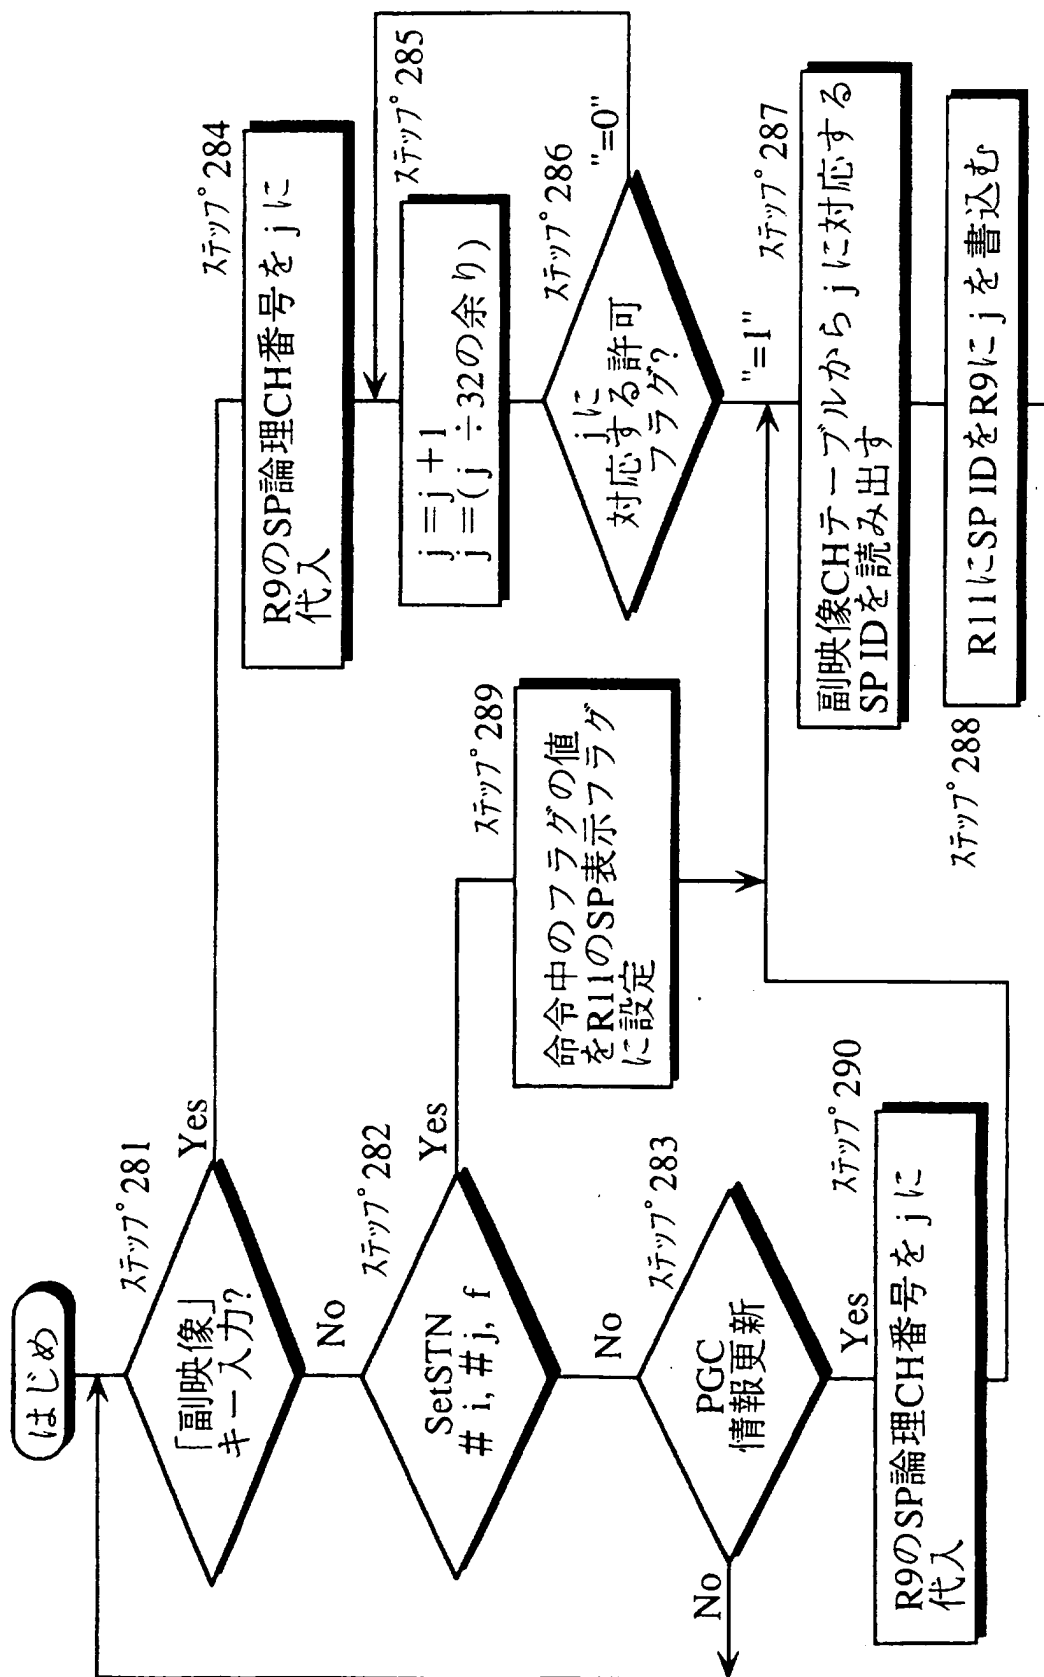 はじめ
ステップ281
「副映像」
キー入力?
Yes
No
ステップ282
SetSTN
# i, # j, f
Yes
No
ステップ283
PGC
情報更新
No
Yes
ステップ290
R9のSP論理CH番号を j に
代入
ステップ289
命令中のフラグの値
をR11のSP表示フラグ
に設定
ステップ284
R9のSP論理CH番号を j に
代入
ステップ285
j =j +1
j =(j ÷32の余り)
ステップ286
j に
対応する許可
フラグ?
"=0"
"=1"
ステップ287
副映像CHテーブルから j に対応する
SP IDを読み出す
ステップ288
R11にSP IDをR9に j を書込む